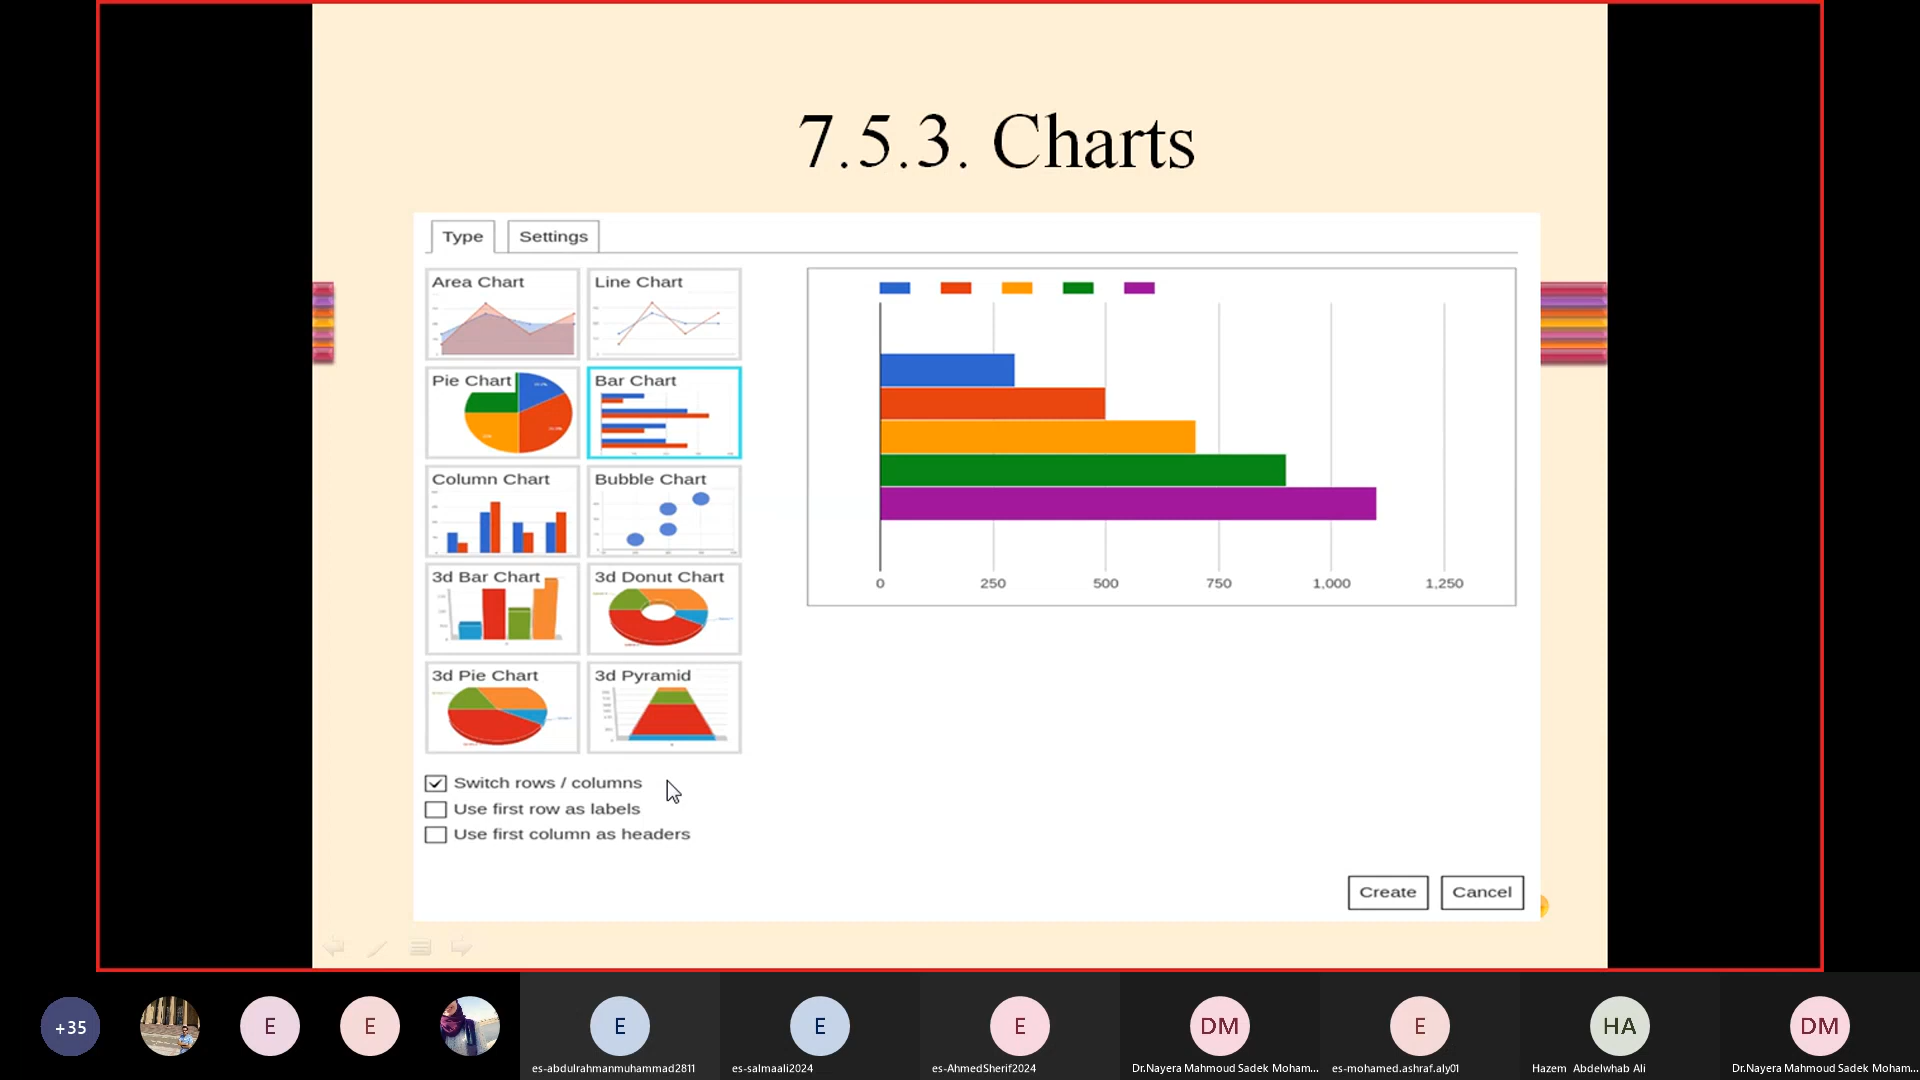 7.5.3. Charts
Type
Settings
Area Chart
Line Chart
Pie Chart
Bar Chart
Column Chart
Bubble Chart
3d Bar Chart
3d Donut Chart
3d Pie Chart
3d Pyramid
0
250
500
750
1,000
1,250
Switch rows / columns
Use first row as labels
Use first column as headers
Create
Cancel
+35
E
E
E
es-abdulrahmanmuhammad2811
E
es-salmaali2024
E
es-AhmedSherif2024
DM
Dr.Nayera Mahmoud Sadek Moham...
E
es-mohamed.ashraf.aly01
HA
Hazem Abdelwhab Ali
DM
Dr.Nayera Mahmoud Sadek Moham...